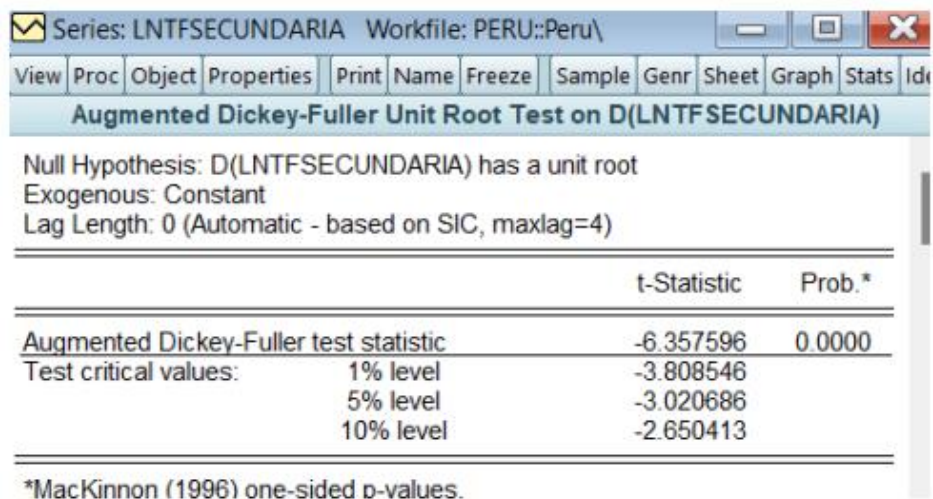 Series: LNTFSECUNDARIA Workfile: PERU::Peru\
View Proc Object Properties Print Name Freeze Sample Genr Sheet Graph Stats Ide
Augmented Dickey-Fuller Unit Root Test on D(LNTFSECUNDARIA)
Null Hypothesis: D(LNTFSECUNDARIA) has a unit root
Exogenous: Constant
Lag Length: 0 (Automatic - based on SIC, maxlag=4)
t-Statistic Prob.*
Augmented Dickey-Fuller test statistic -6.357596 0.0000
Test critical values: 1% level -3.808546
5% level -3.020686
10% level -2.650413
*MacKinnon (1996) one-sided p-values.